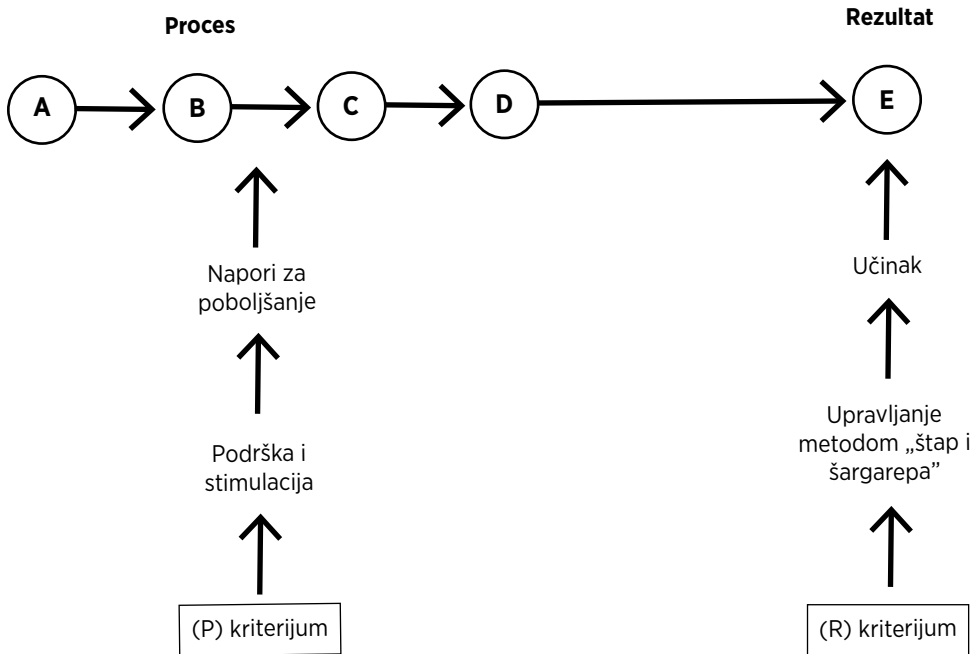 Proces
Rezultat
A
B
C
D
E
Napori za
poboljšanje
Učinak
Podrška i
stimulacija
Upravljanje
metodom „štap i
šargarepa”
(P) kriterijum
(R) kriterijum